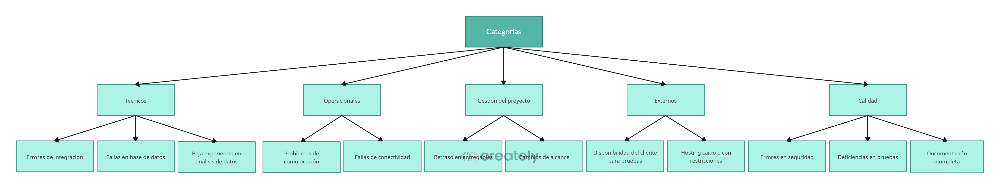 Categorias
Tecnicos
Operacionales
Gestion del proyecto
Externos
Calidad
Errores de integracion
Fallas en base de datos
Baja experiencia en
análisis de datos
Problemas de
comunicación
Fallas de conectividad
Retraso en entregables
Cambios de alcance
creately
Disponibilidad del cliente
para pruebas
Hosting caído o con
restricciones
Errores en seguridad
Deficiencias en pruebas
Documentación
inompleta